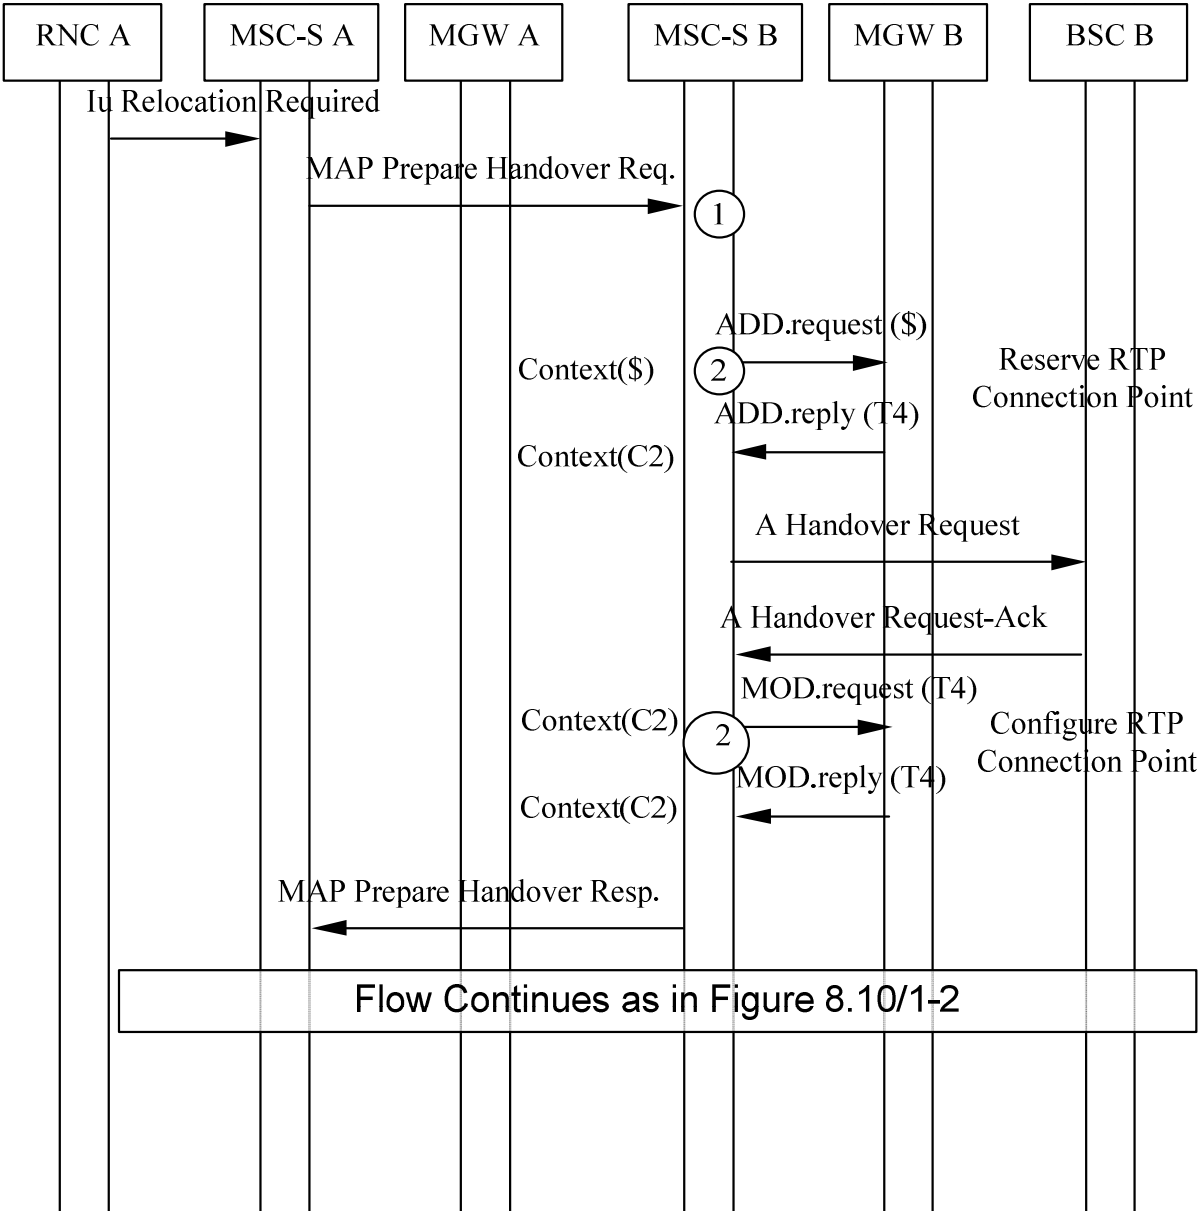 RNC A
MSC-S A
MGW A
MSC-S B
MGW B
BSC B
Iu Relocation Required
MAP Prepare Handover Req.
1
ADD.request ($)
Context($)
2
Reserve RTP
Connection Point
ADD.reply (T4)
Context(C2)
A Handover Request
A Handover Request-Ack
MOD.request (T4)
Context(C2)
2
Configure RTP
Connection Point
MOD.reply (T4)
Context(C2)
MAP Prepare Handover Resp.
Flow Continues as in Figure 8.10/1-2